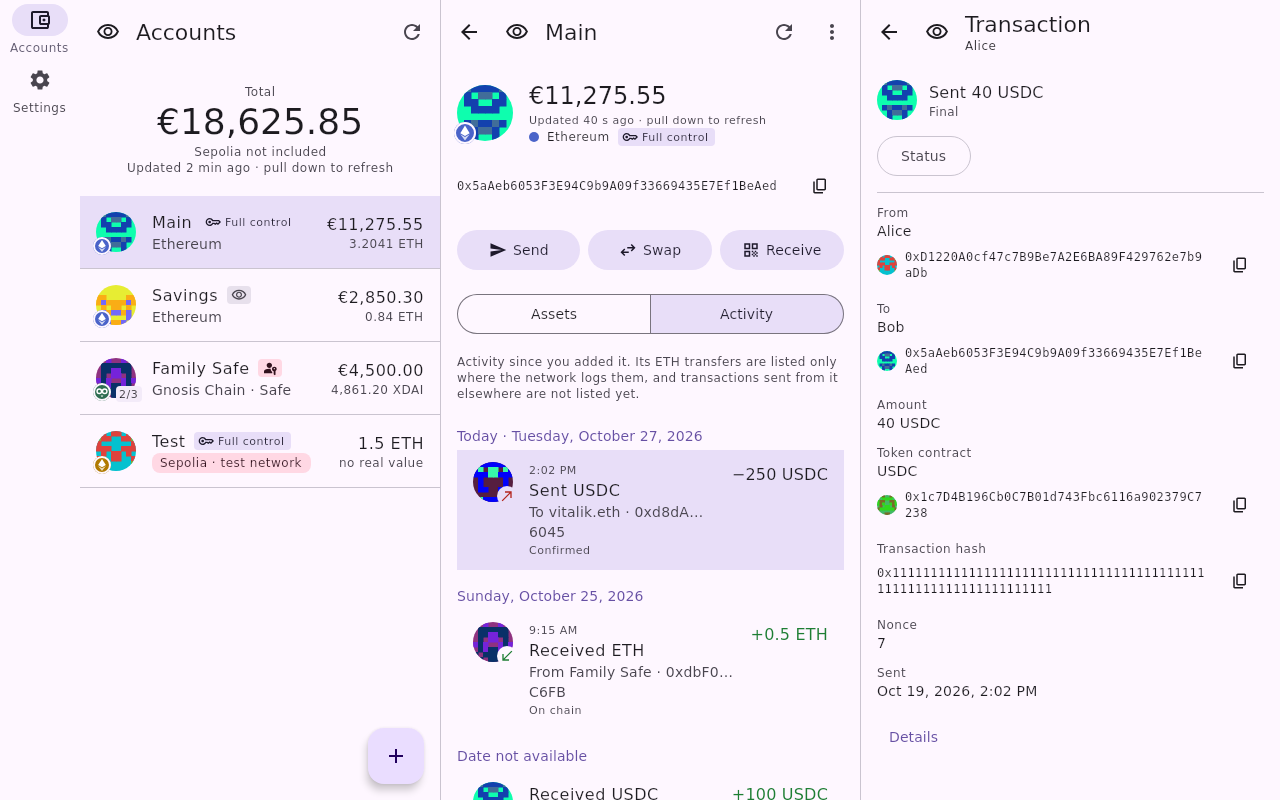 Accounts
Settings
Accounts
Total
€18,625.85
Sepolia not included
Updated 2 min ago · pull down to refresh
Main Full control €11,275.55
Ethereum 3.2041 ETH
Savings €2,850.30
Ethereum 0.84 ETH
Family Safe €4,500.00
2/3 Gnosis Chain · Safe 4,861.20 XDAI
Test Full control 1.5 ETH
Sepolia · test network no real value
Main
€11,275.55
Updated 40 s ago · pull down to refresh
Ethereum Full control
0x5aAeb6053F3E94C9b9A09f33669435E7Ef1BeAed
Send Swap Receive
Assets Activity
Activity since you added it. Its ETH transfers are listed only
where the network logs them, and transactions sent from it
elsewhere are not listed yet.
Today · Tuesday, October 27, 2026
2:02 PM
Sent USDC −250 USDC
To vitalik.eth · 0xd8dA…
6045
Confirmed
Sunday, October 25, 2026
9:15 AM
Received ETH +0.5 ETH
From Family Safe · 0xdbF0…
C6FB
On chain
Date not available
Received USDC +100 USDC
Transaction
Alice
Sent 40 USDC
Final
Status
From
Alice
0xD1220A0cf47c7B9Be7A2E6BA89F429762e7b9
aDb
To
Bob
0x5aAeb6053F3E94C9b9A09f33669435E7Ef1Be
Aed
Amount
40 USDC
Token contract
USDC
0x1c7D4B196Cb0C7B01d743Fbc6116a902379C7
238
Transaction hash
0x11111111111111111111111111111111111111111
11111111111111111111111
Nonce
7
Sent
Oct 19, 2026, 2:02 PM
Details